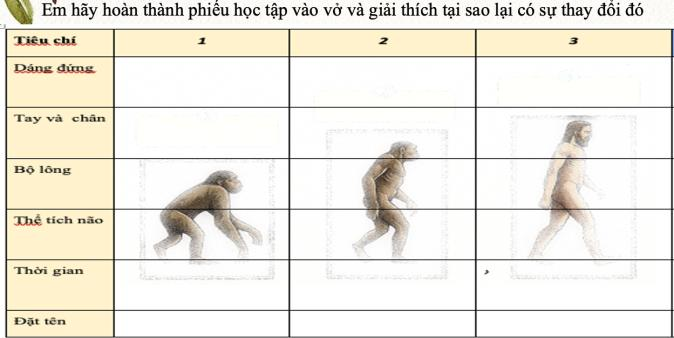 Em hãy hoàn thành phiếu học tập vào vở và giải thích tại sao lại có sự thay đổi đó
Tiêu chí 1 2 3
Dáng đứng
Tay và chân
Bộ lông
Thể tích não
Thời gian
Đặt tên